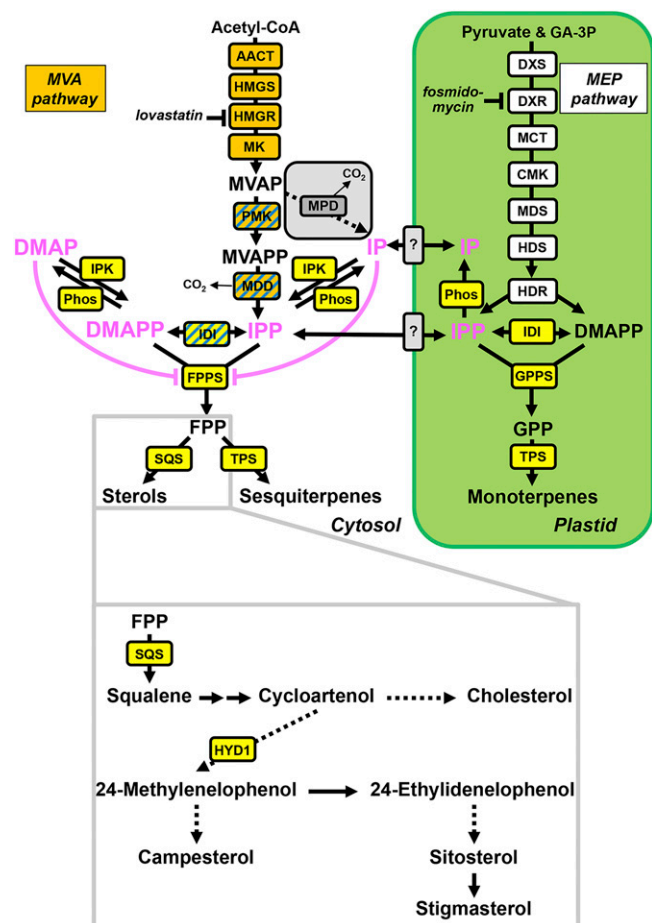 Acetyl-CoA
MVA
pathway
AACT
HMGS
lovastatin
HMGR
MK
MVAP
CO2
MPD
PMK
DMAP
MVAPP
IP
IPK
Phos
CO2
MDD
IPK
Phos
DMAPP
IDI
IPP
FPPS
FPP
SQS
TPS
Sterols
Sesquiterpenes
Cytosol
?
?
Pyruvate & GA-3P
DXS
MEP
pathway
fosmido-
mycin
DXR
MCT
CMK
MDS
IP
HDS
Phos
HDR
IPP
IDI
DMAPP
GPPS
GPP
TPS
Monoterpenes
Plastid
FPP
SQS
Squalene
Cycloartenol
Cholesterol
HYD1
24-Methylenelophenol
24-Ethylidenelophenol
Campesterol
Sitosterol
Stigmasterol